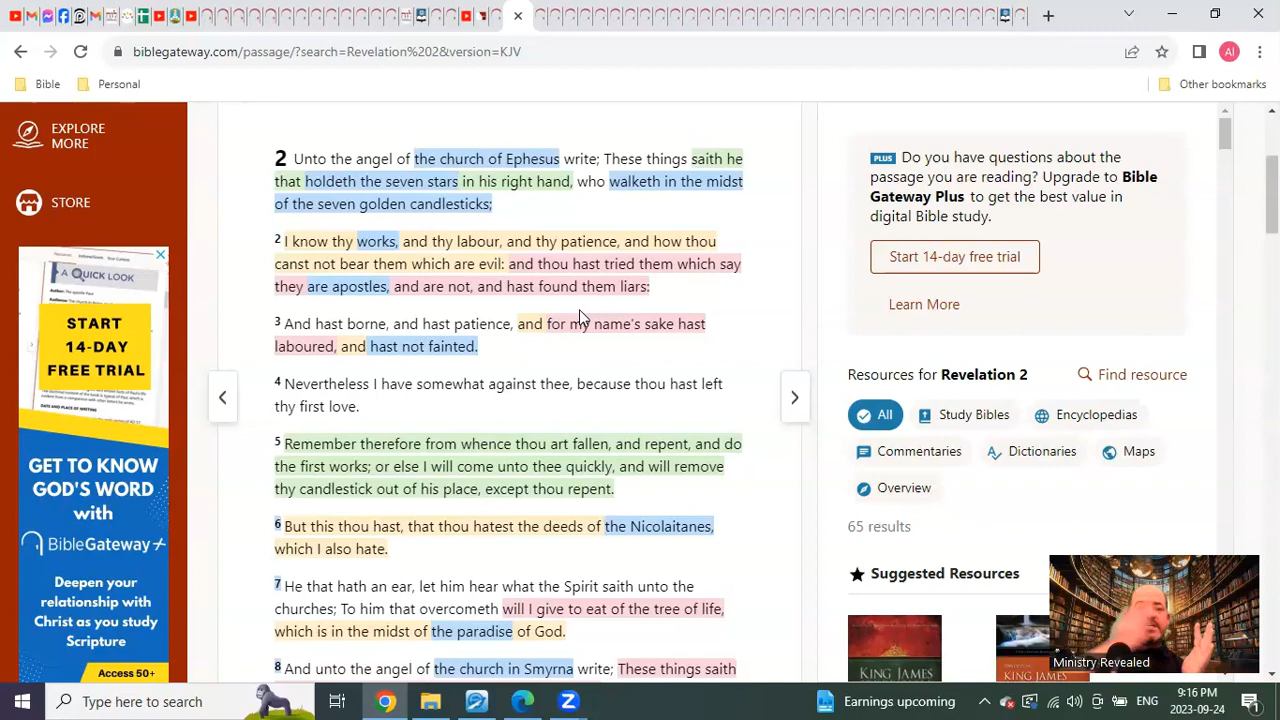 biblegateway.com/passage/?search=Revelation%202&version=KJV
AI
Bible
Personal
Other bookmarks
EXPLORE
MORE
STORE
A QUICK LOOK
START
14-DAY
FREE TRIAL
GET TO KNOW
GOD'S WORD
with
BibleGateway+
Deepen your
relationship with
Christ as you study
Scripture
Access 50+
2 Unto the angel of the church of Ephesus write; These things saith he
that holdeth the seven stars in his right hand, who walketh in the midst
of the seven golden candlesticks;
2 I know thy works, and thy labour, and thy patience, and how thou
canst not bear them which are evil: and thou hast tried them which say
they are apostles, and are not, and hast found them liars:
3 And hast borne, and hast patience, and for my name's sake hast
laboured, and hast not fainted.
4 Nevertheless I have somewhat against thee, because thou hast left
thy first love.
5 Remember therefore from whence thou art fallen, and repent, and do
the first works; or else I will come unto thee quickly, and will remove
thy candlestick out of his place, except thou repent.
6 But this thou hast, that thou hatest the deeds of the Nicolaitanes,
which I also hate.
7 He that hath an ear, let him hear what the Spirit saith unto the
churches; To him that overcometh will I give to eat of the tree of life,
which is in the midst of the paradise of God.
8 And unto the angel of the church in Smyrna write; These things saith
PLUS Do you have questions about the
passage you are reading? Upgrade to Bible
Gateway Plus to get the best value in
digital Bible study.
Start 14-day free trial
Learn More
Resources for Revelation 2
Find resource
All
Study Bibles
Encyclopedias
Commentaries
Dictionaries
Maps
Overview
65 results
Suggested Resources
KING JAMES
KING JAMES
Ministry Revealed
Type here to search
Earnings upcoming
ENG
9:16 PM
2023-09-24
1